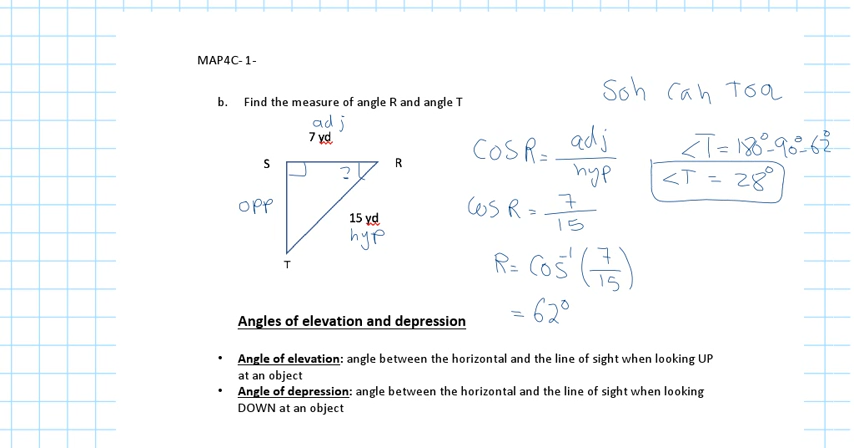 MAP4C- 1-
Soh Cah Toa
b. Find the measure of angle R and angle T
adj
7 yd
S
R
?
opp
15 yd
hyp
T
COS R = adj/hyp
COS R = 7/15
R = COS⁻¹(7/15)
= 62°
<T = 180°-90°-62°
<T = 28°
Angles of elevation and depression
• Angle of elevation: angle between the horizontal and the line of sight when looking UP
at an object
• Angle of depression: angle between the horizontal and the line of sight when looking
DOWN at an object